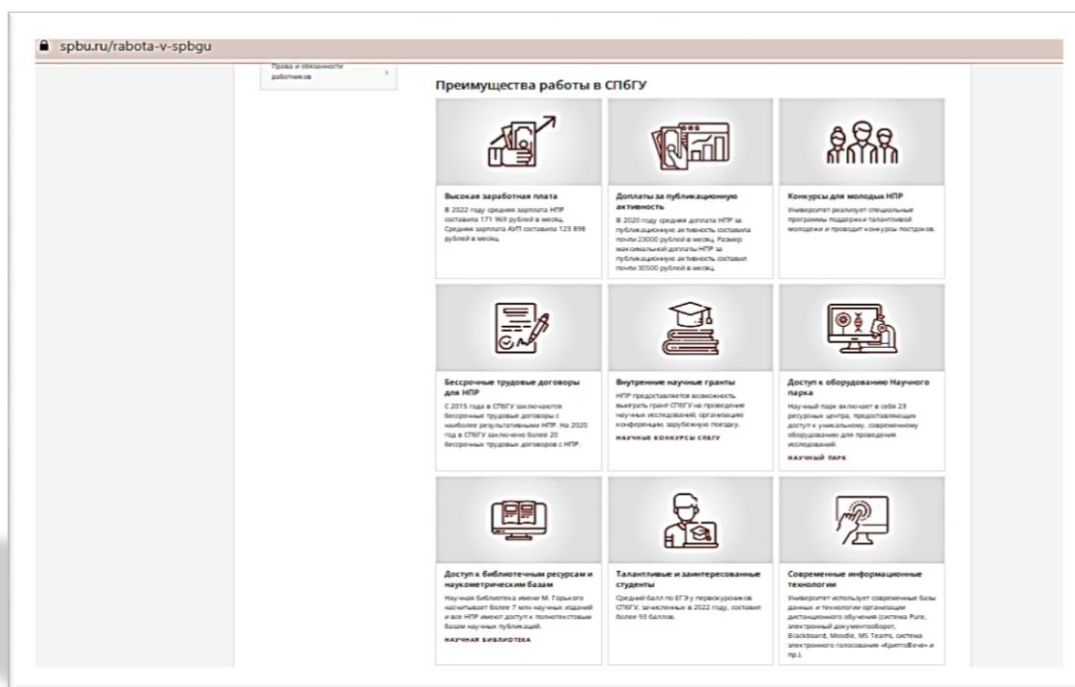 spbu.ru/rabota-v-spbgu
Права и обязанности
работников
Преимущества работы в СПбГУ
Высокая заработная плата
В 2022 году средняя зарплата НПР
составила 171 969 рублей в месяц.
Средняя зарплата АУП составила 123 898
рублей в месяц.
Доплаты за публикационную
активность
В 2020 году средняя доплата НПР за
публикационную активность составила
почти 23000 рублей в месяц. Размер
максимальной доплаты НПР за
публикационную активность составил
почти 30500 рублей в месяц.
Конкурсы для молодых НПР
Университет реализует специальные
программы поддержки талантливой
молодежи и проводит конкурсы постдоков.
Бессрочные трудовые договоры
для НПР
С 2015 года в СПбГУ заключаются
бессрочные трудовые договоры с
наиболее результативными НПР. На 2020
год в СПбГУ заключено более 20
бессрочных трудовых договоров с НПР.
Внутренние научные гранты
НПР предоставляется возможность
выиграть грант СПбГУ на проведение
научных исследований, организацию
конференции, зарубежную поездку.
НАУЧНЫЕ КОНКУРСЫ СПБГУ
Доступ к оборудованию Научного
парка
Научный парк включает в себя 23
ресурсных центра, предоставляющих
доступ к уникальному, современному
оборудованию для проведения
исследований.
НАУЧНЫЙ ПАРК
Доступ к библиотечным ресурсам и
наукометрическим базам
Научная библиотека имени М. Горького
насчитывает более 7 млн научных изданий
и все НПР имеют доступ к полнотекстовым
базам научных публикаций.
НАУЧНАЯ БИБЛИОТЕКА
Талантливые и заинтересованные
студенты
Средний балл по ЕГЭ у первокурсников
СПбГУ, зачисленных в 2022 году, составил
более 93 баллов.
Современные информационные
технологии
Университет использует современные базы
данных и технологии организации
дистанционного обучения (система Pure,
электронный документооборот,
Blackboard, Moodle, MS Teams, система
электронного голосования «КриптоВече» и
пр.).